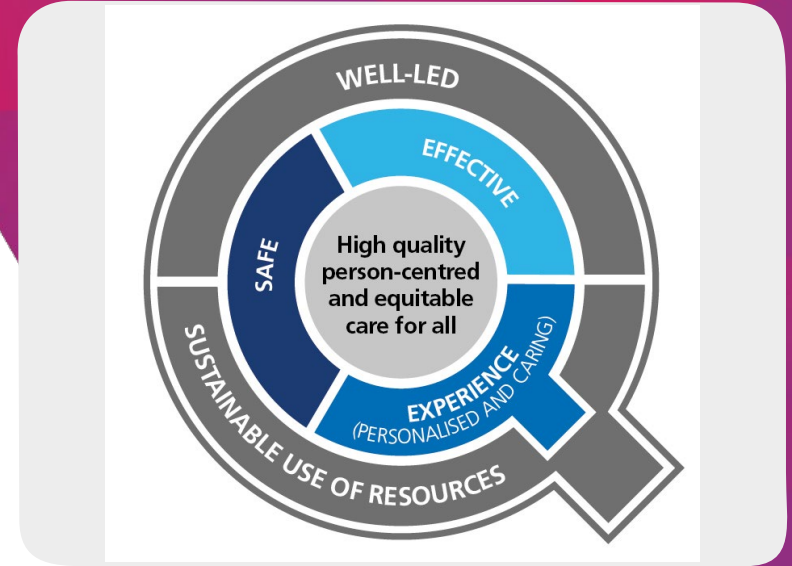 WELL-LED
EFFECTIVE
SAFE
High quality
person-centred
and equitable
care for all
EXPERIENCE
(PERSONALISED AND CARING)
SUSTAINABLE USE OF RESOURCES